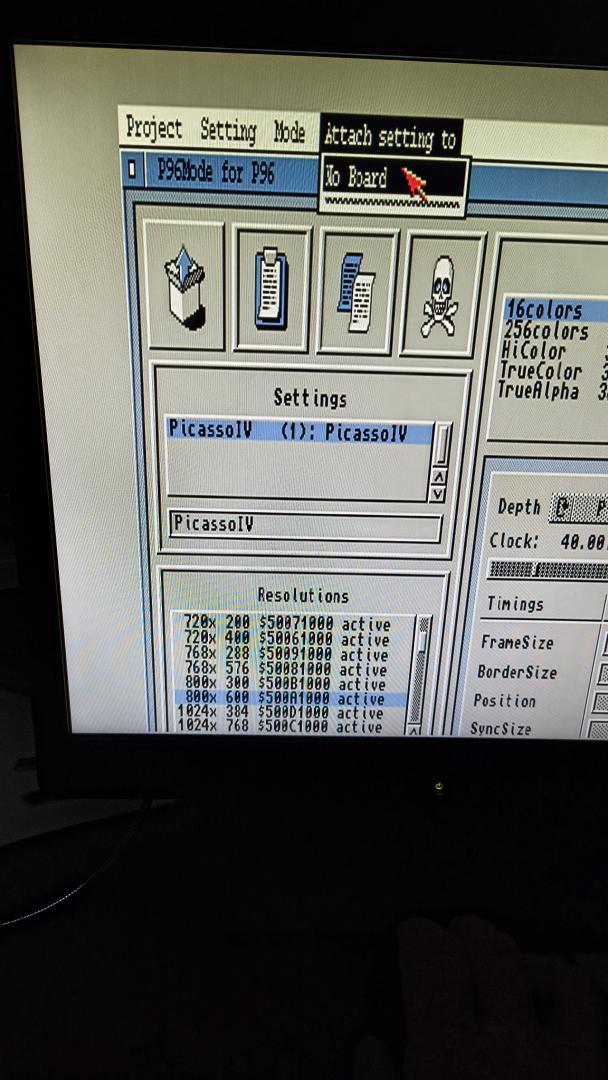 Project Setting Mode Attach setting to
No Board
P96Mode for P96
Settings
PicassoIV (1): PicassoIV
PicassoIV
Resolutions
720x 200 $50071000 active
720x 400 $50061000 active
768x 288 $50091000 active
768x 576 $50081000 active
800x 300 $500B1000 active
800x 600 $500A1000 active
1024x 384 $500D1000 active
1024x 768 $500C1000 active
16colors
256colors
HiColor
TrueColor
TrueAlpha
Depth
Clock: 40.00
Timings
FrameSize
BorderSize
Position
SyncSize